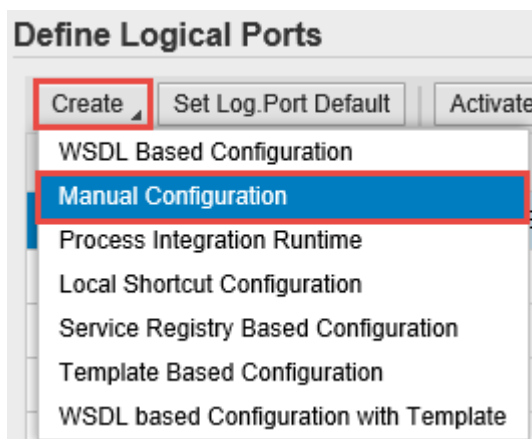 Define Logical Ports
Create Set Log.Port Default Activate
WSDL Based Configuration
Manual Configuration
Process Integration Runtime
Local Shortcut Configuration
Service Registry Based Configuration
Template Based Configuration
WSDL based Configuration with Template